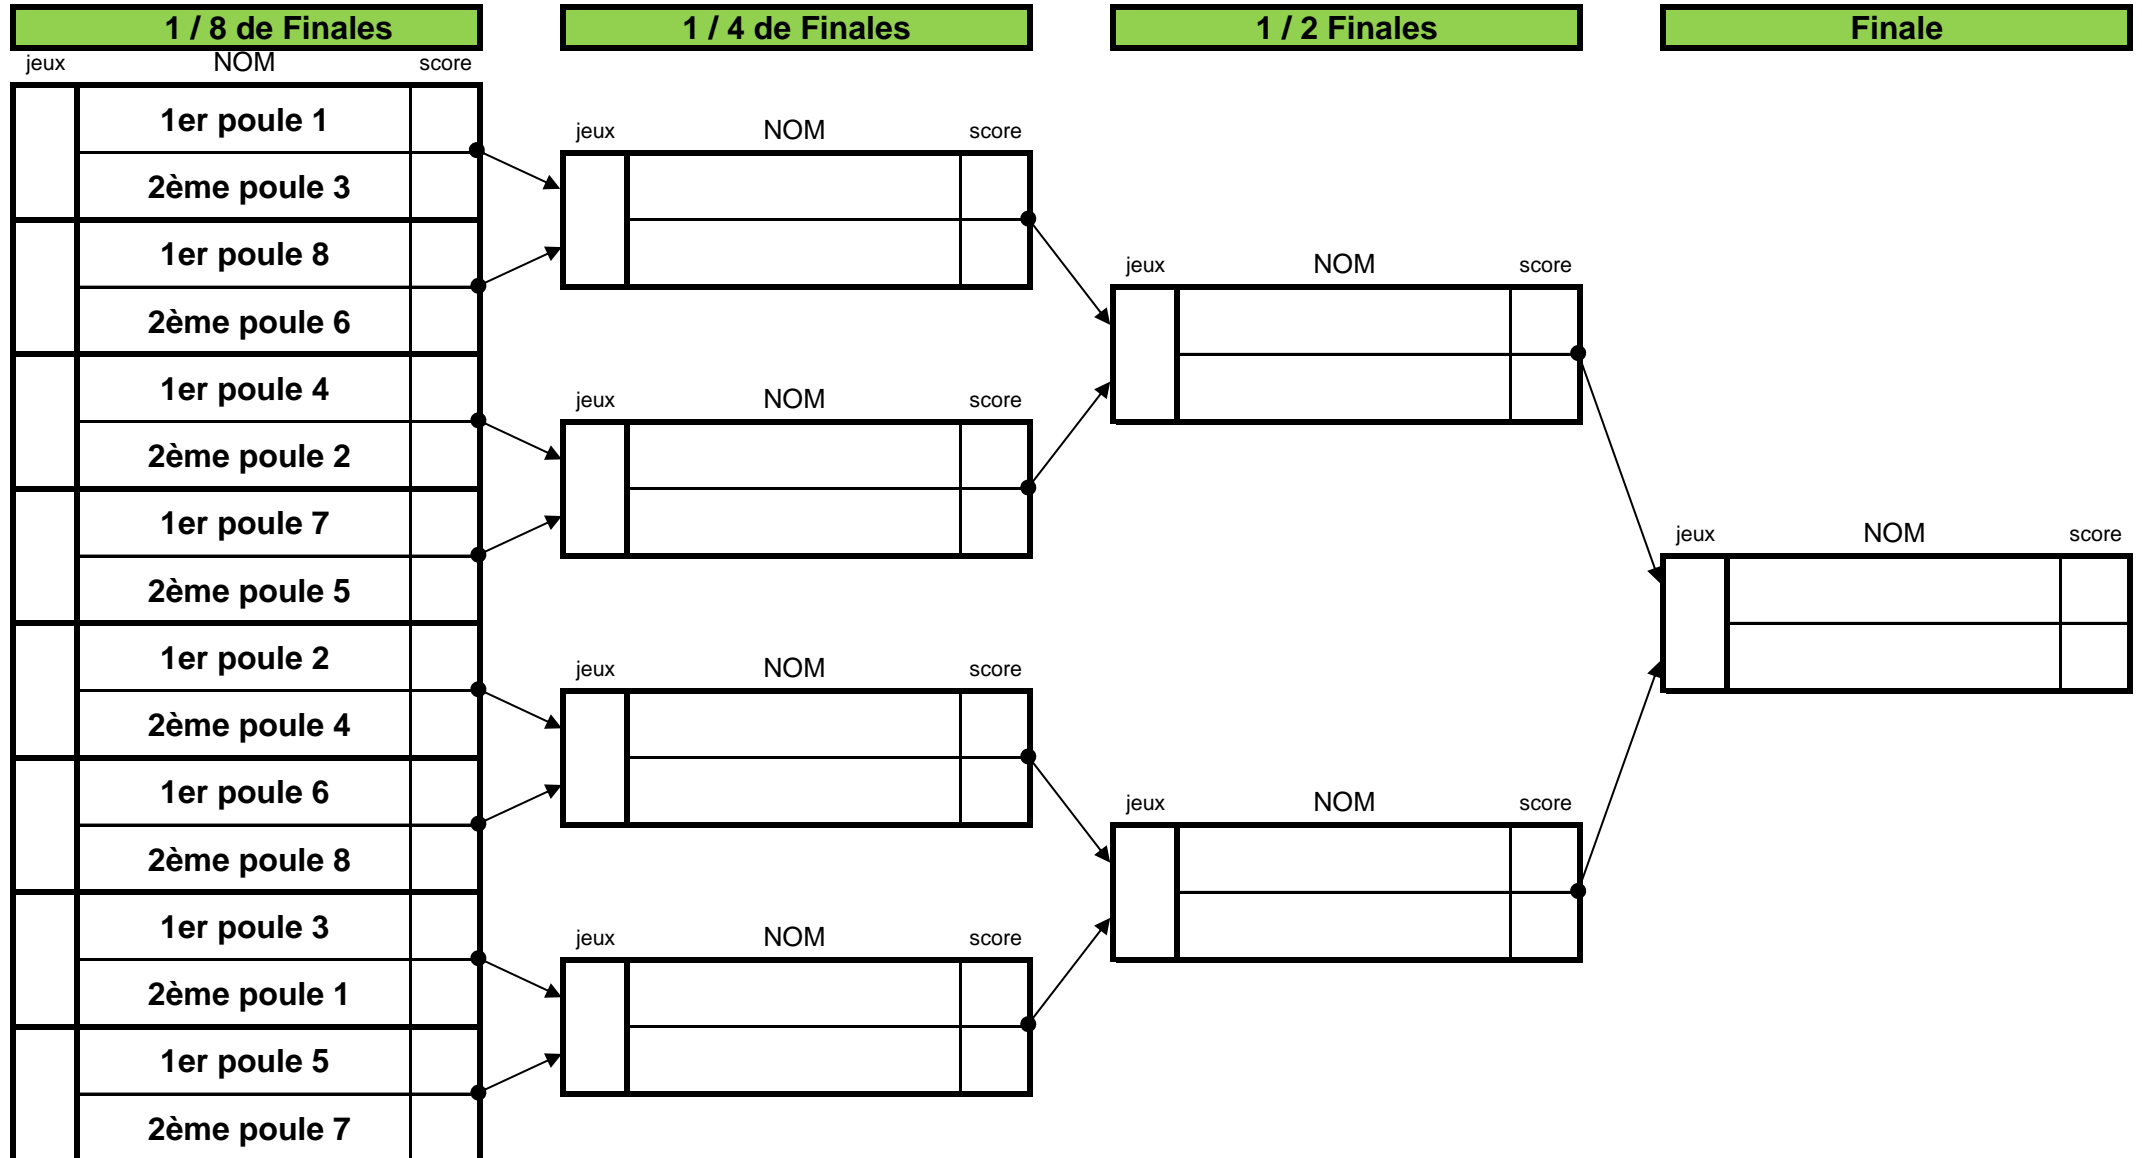 1 / 8 de Finales
1 / 4 de Finales
1 / 2 Finales
Finale
jeux NOM score
1er poule 1
2ème poule 3
1er poule 8
2ème poule 6
1er poule 4
2ème poule 2
1er poule 7
2ème poule 5
1er poule 2
2ème poule 4
1er poule 6
2ème poule 8
1er poule 3
2ème poule 1
1er poule 5
2ème poule 7
jeux NOM score
jeux NOM score
jeux NOM score
jeux NOM score
jeux NOM score
jeux NOM score
jeux NOM score